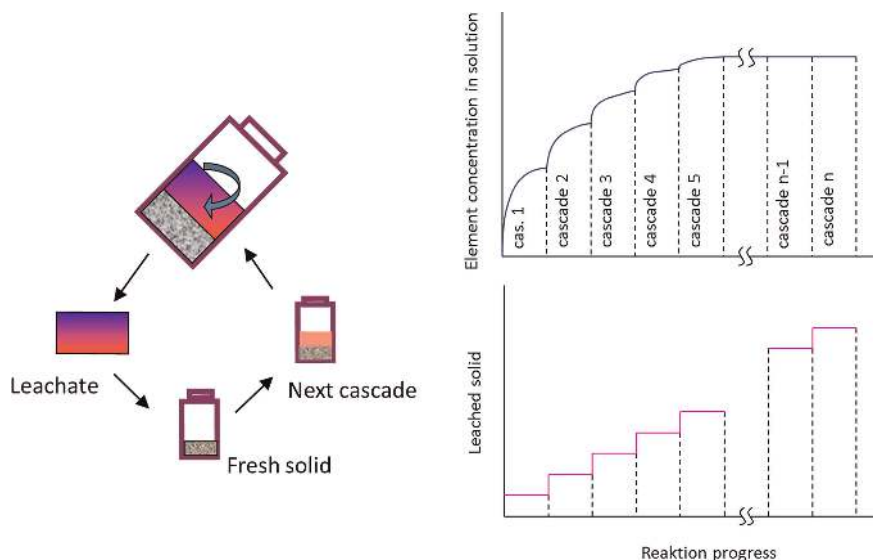 Leachate
Fresh solid
Next cascade
Element concentration in solution
cas. 1
cascade 2
cascade 3
cascade 4
cascade 5
cascade n-1
cascade n
Leached solid
Reaktion progress